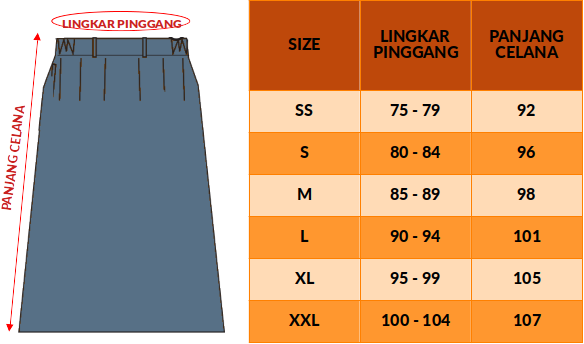 LINGKAR PINGGANG
PANJANG CELANA
SIZE LINGKAR PINGGANG PANJANG CELANA
SS 75 - 79 92
S 80 - 84 96
M 85 - 89 98
L 90 - 94 101
XL 95 - 99 105
XXL 100 - 104 107